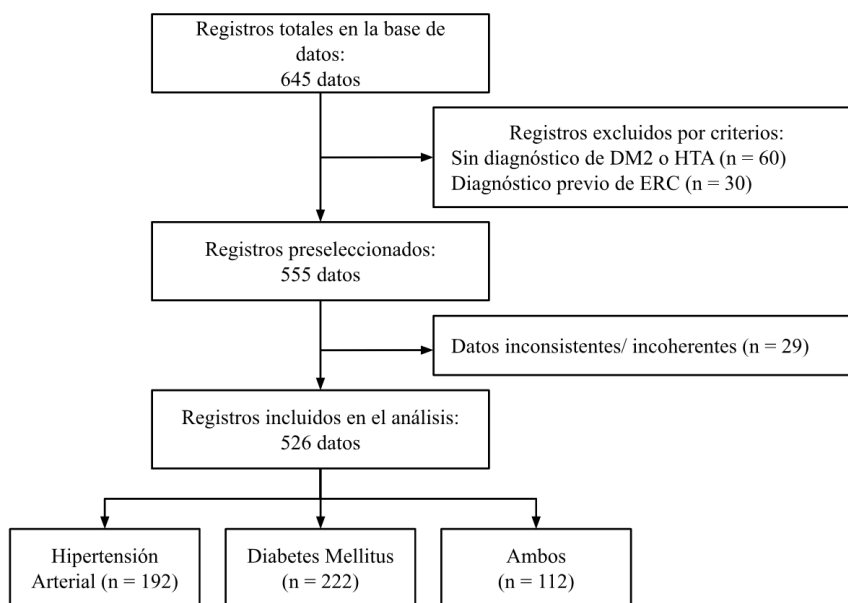 Registros totales en la base de
datos:
645 datos
Registros excluidos por criterios:
Sin diagnóstico de DM2 o HTA (n = 60)
Diagnóstico previo de ERC (n = 30)
Registros preseleccionados:
555 datos
Datos inconsistentes/ incoherentes (n = 29)
Registros incluidos en el análisis:
526 datos
Hipertensión
Arterial (n = 192)
Diabetes Mellitus
(n = 222)
Ambos
(n = 112)